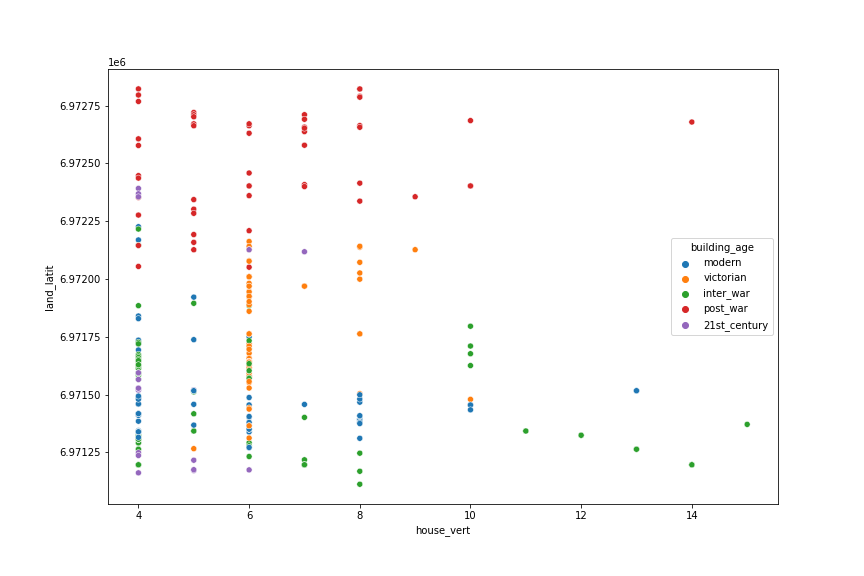 1e6
6.97275
6.97250
6.97225
6.97200
6.97175
6.97150
6.97125
land_latit
building_age
modern
victorian
inter_war
post_war
21st_century
4 6 8 10 12 14
house_vert